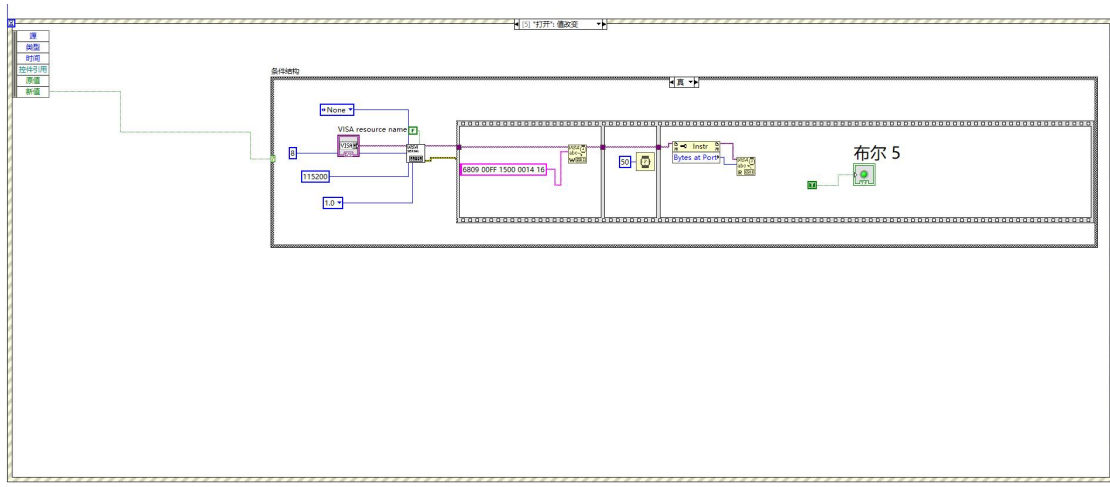 [5] "打开": 值改变
源
类型
时间
控件引用
原值
新值
条件结构
真
None
VISA resource name
F
8
115200
1.0
6809 00FF 1500 0014 16
50
Instr
Bytes at Port
布尔 5